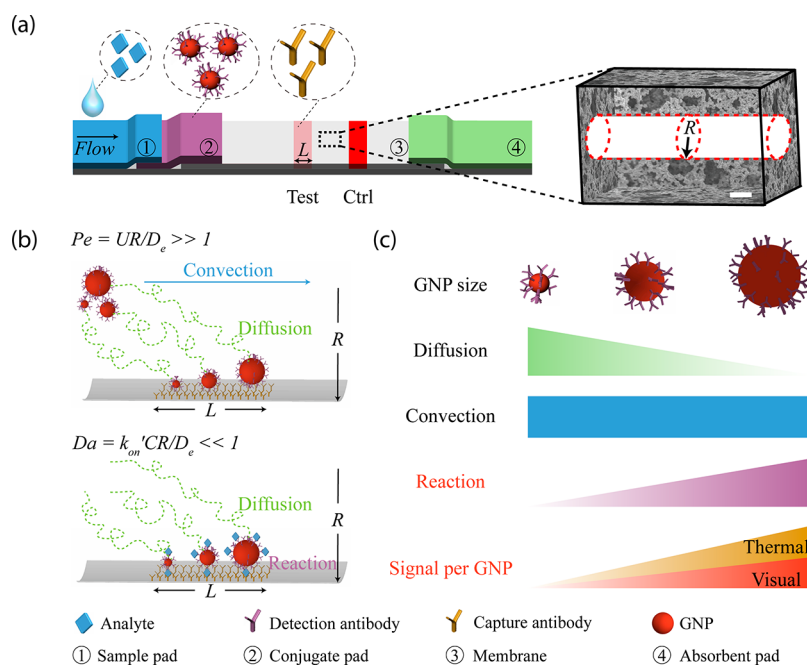 (a)
R
Flow
① ② ③ ④
L
Test Ctrl
(b)
Pe = UR/De >> 1
Convection
Diffusion
R
L
Da = kon'CR/De << 1
Diffusion
R
Reaction
L
(c)
GNP size
Diffusion
Convection
Reaction
Thermal
Signal per GNP
Visual
Analyte Detection antibody Capture antibody GNP
① Sample pad ② Conjugate pad ③ Membrane ④ Absorbent pad